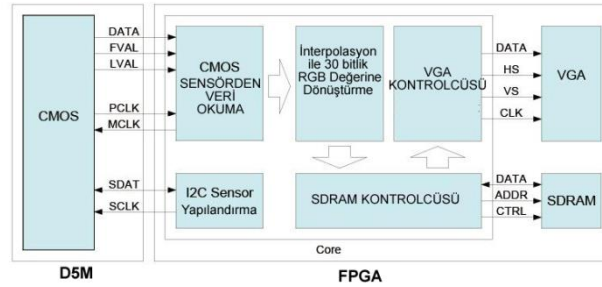 DATA
FVAL
LVAL
PCLK
MCLK
SDAT
SCLK
CMOS
D5M
CMOS
SENSÖRDEN
VERİ
OKUMA
I2C Sensor
Yapılandırma
İnterpolasyon
ile 30 bitlik
RGB Değerine
Dönüştürme
VGA
KONTROLCÜSÜ
SDRAM KONTROLCÜSÜ
Core
DATA
HS
VS
CLK
VGA
DATA
ADDR
CTRL
SDRAM
FPGA